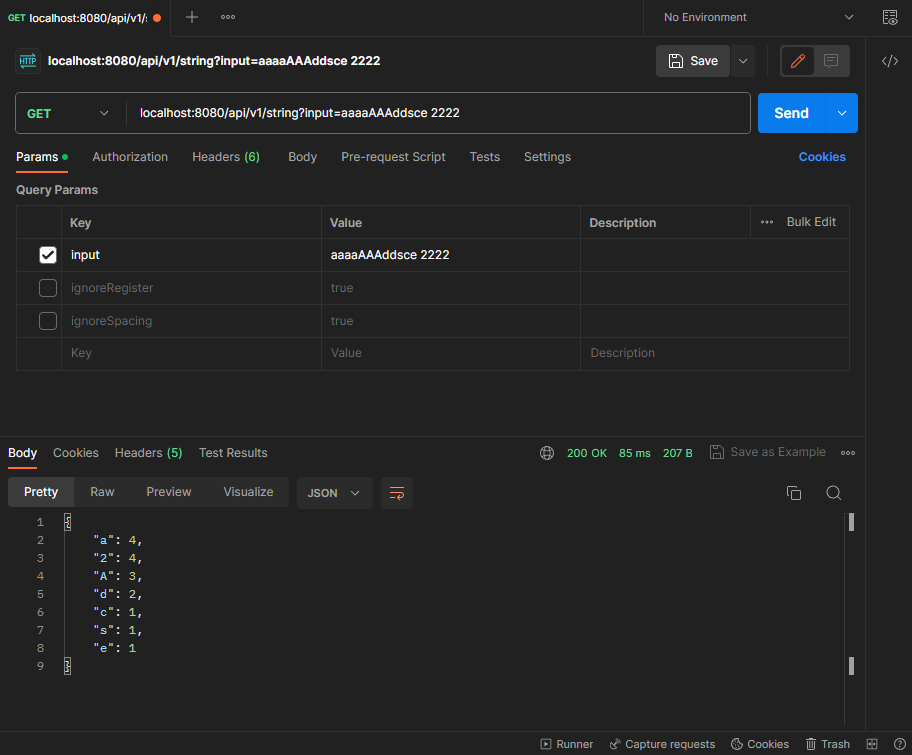 GET localhost:8080/api/v1/s
No Environment
HTTP localhost:8080/api/v1/string?input=aaaaAAAddsce 2222
Save
GET localhost:8080/api/v1/string?input=aaaaAAAddsce 2222
Send
Params Authorization Headers (6) Body Pre-request Script Tests Settings Cookies
Query Params
Key Value Description Bulk Edit
input aaaaAAAddsce 2222
ignoreRegister true
ignoreSpacing true
Key Value Description
Body Cookies Headers (5) Test Results 200 OK 85 ms 207 B Save as Example
Pretty Raw Preview Visualize JSON
1 {
2 "a": 4,
3 "2": 4,
4 "A": 3,
5 "d": 2,
6 "c": 1,
7 "s": 1,
8 "e": 1
9 }
Runner Capture requests Cookies Trash